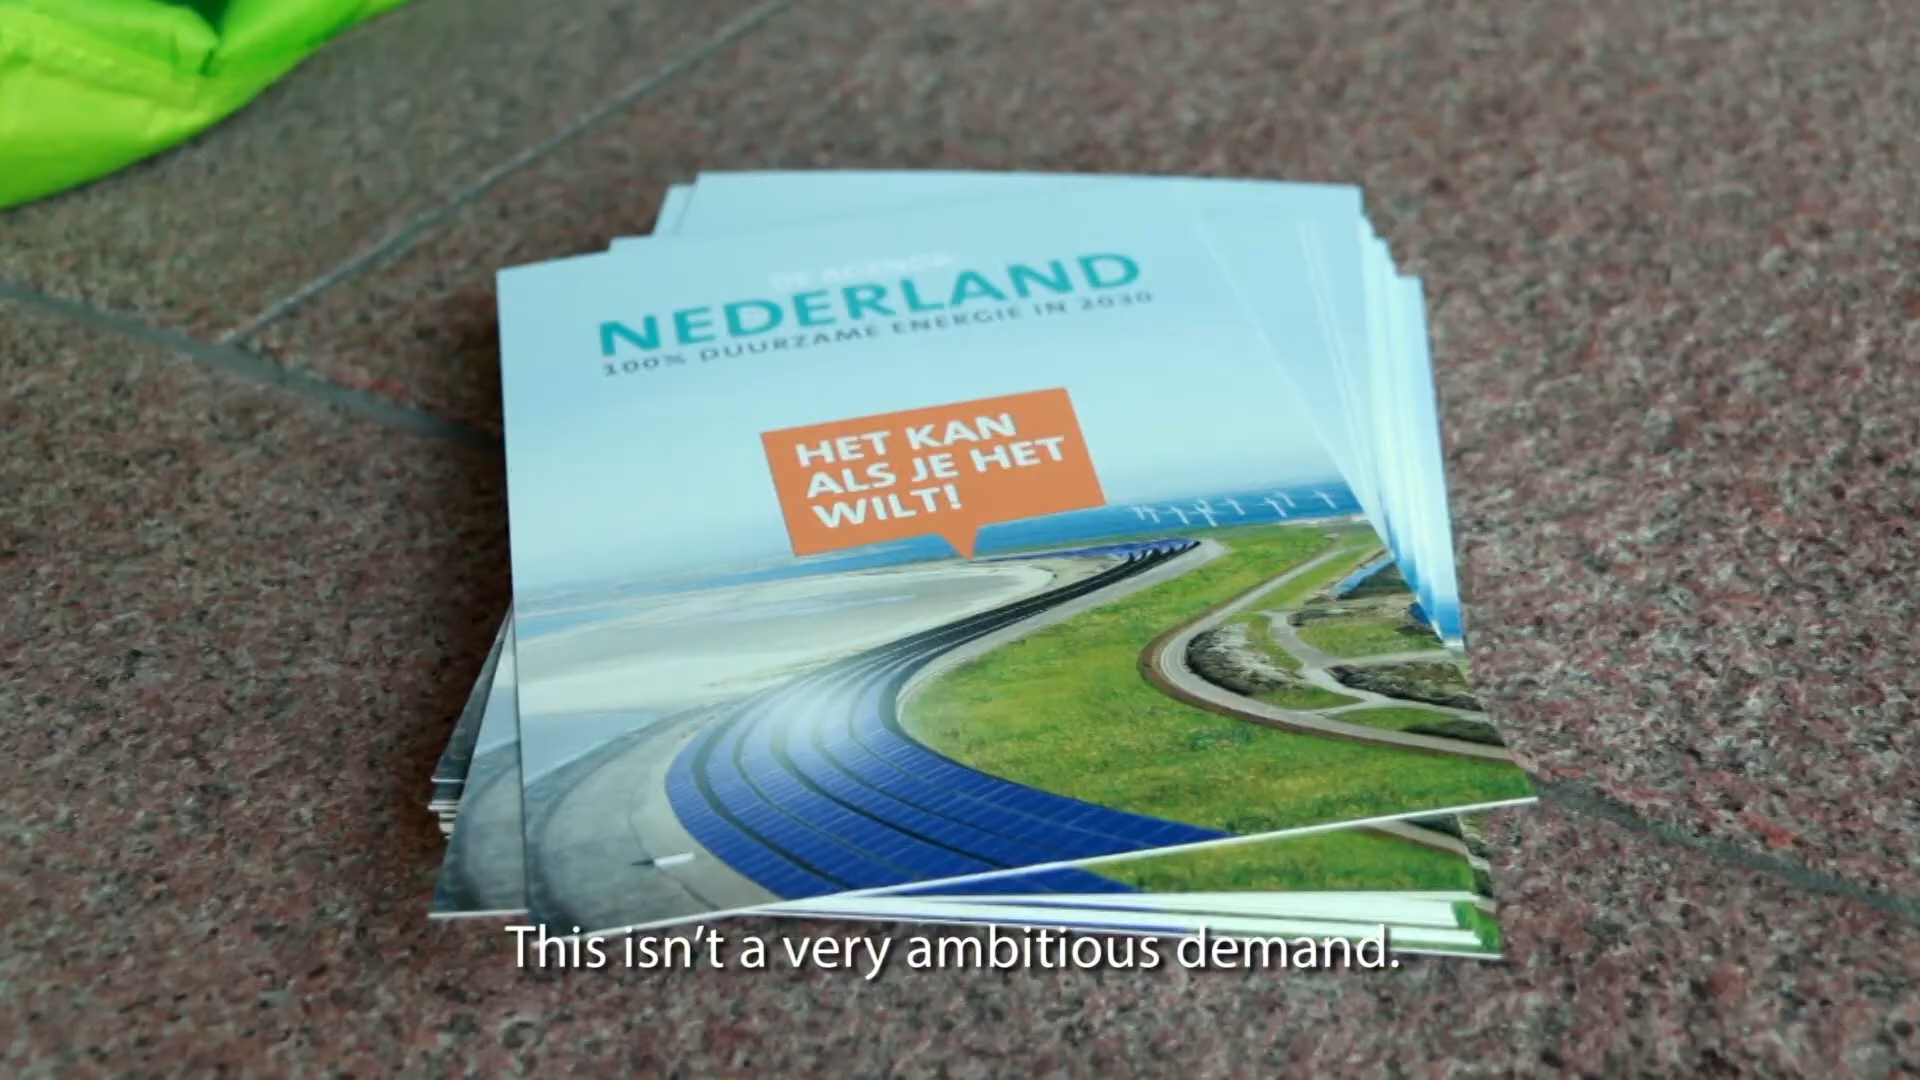 NEDERLAND
100% DUURZAME ENERGIE IN 2030
HET KAN
ALS JE HET
WILT!
This isn't a very ambitious demand.